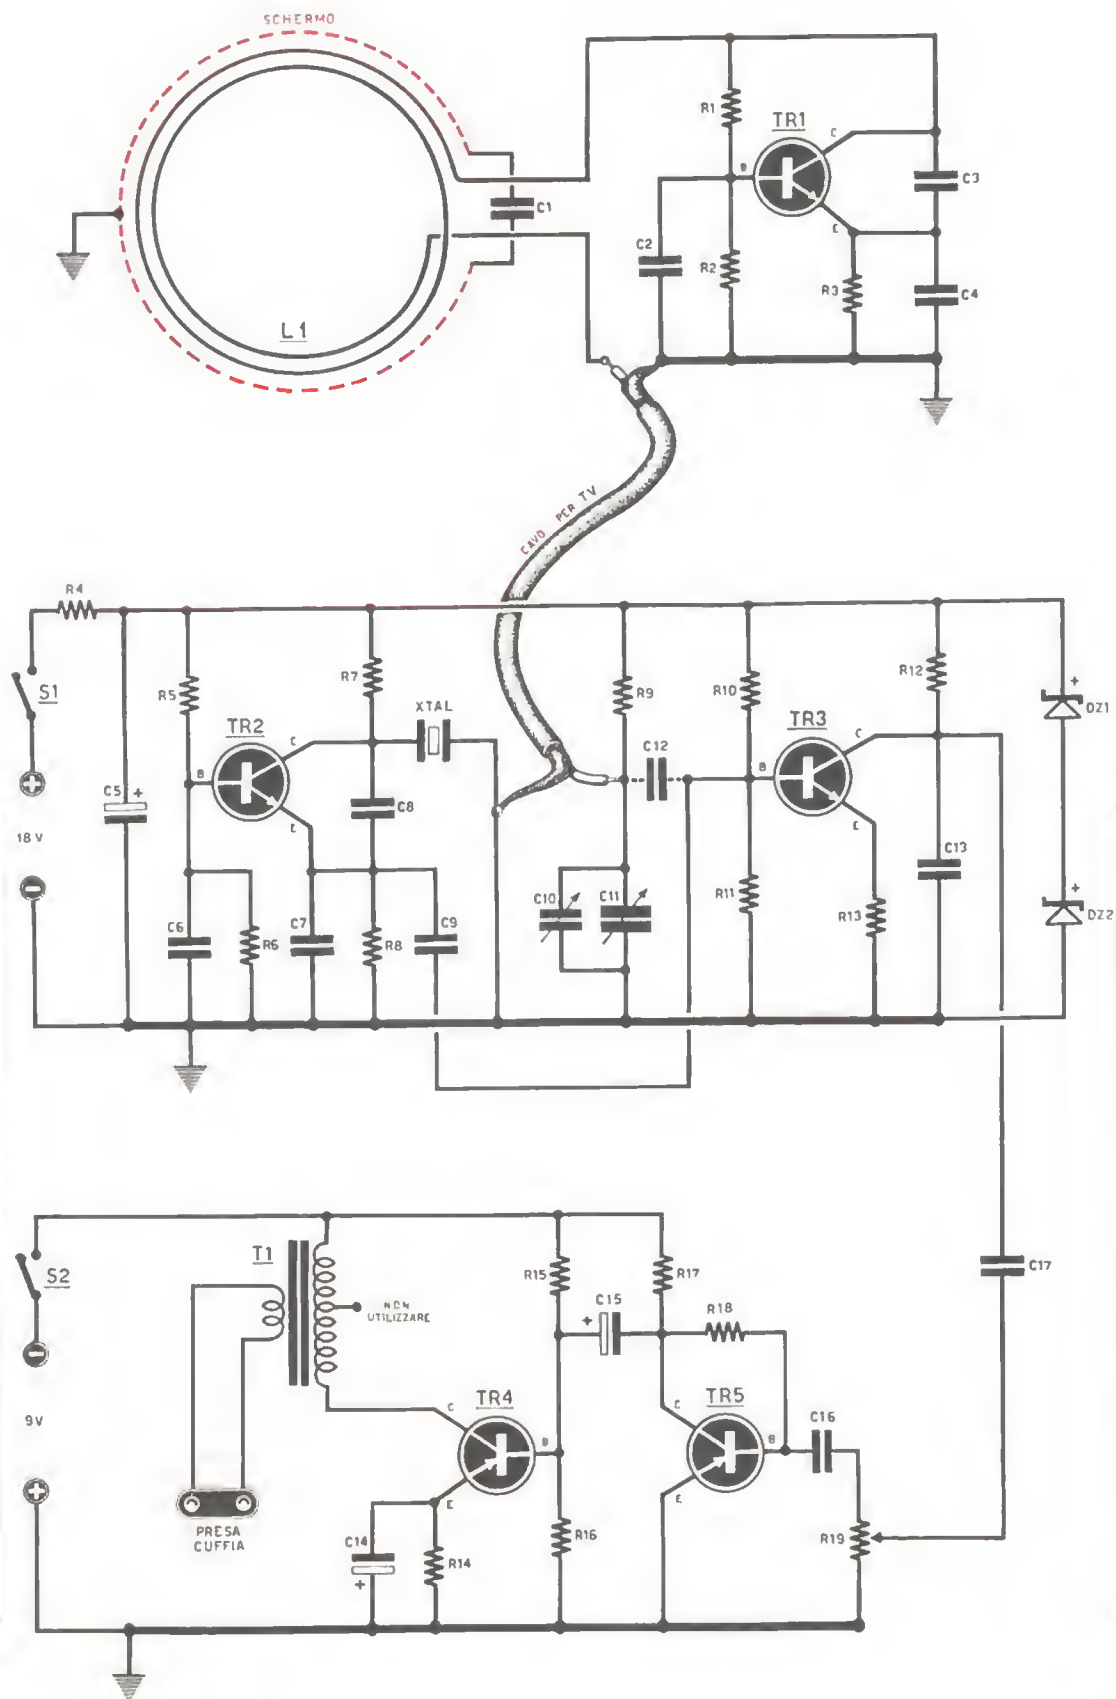 SCHERMO
R1
TR1
C
B
E
C3
C1
C2
R2
R3
C4
L1
CAVO PER TV
R4
S1
R5
R7
XTAL
R9
R10
R12
DZ1
TR2
C
B
E
C12
TR3
C
B
E
C5
+
18V
C8
C10
C11
R11
C13
R13
DZ2
+
+
C6
R6
C7
R8
C9
S2
T1
NON
UTILIZZARE
R15
R17
C15
+
R18
C17
9V
TR4
C
B
E
TR5
C
B
E
C16
PRESA
CUFFIA
C14
+
R14
R16
R19